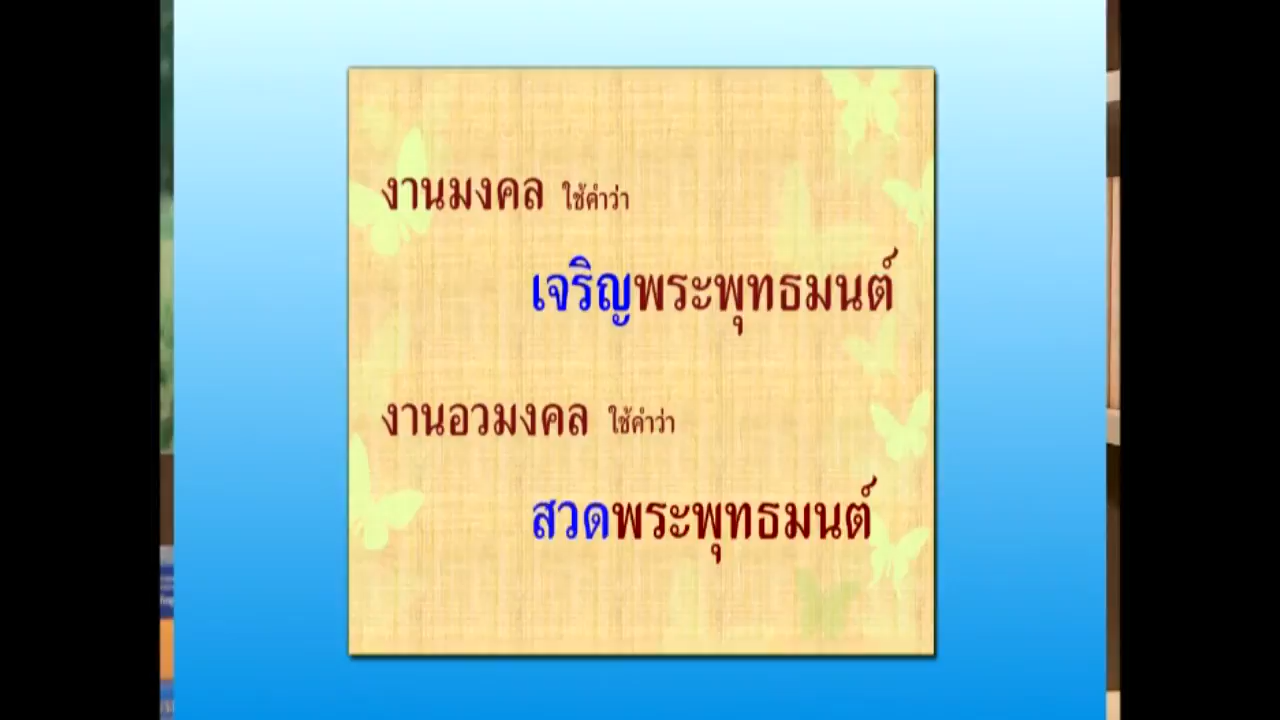 งานมงคล ใช้คำว่า
เจริญพระพุทธมนต์
งานอวมงคล ใช้คำว่า
สวดพระพุทธมนต์